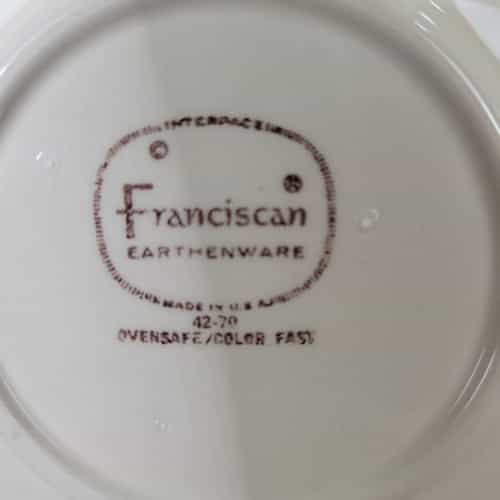 INTERPACE
©
®
Franciscan
EARTHENWARE
MADE IN U.S.A.
42-70
OVENSAFE/COLOR FAST